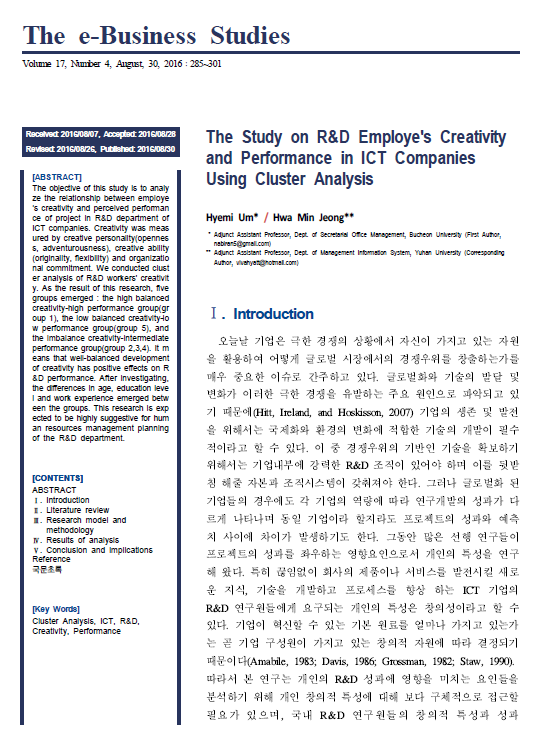 The e-Business Studies
Volume 17, Number 4, August, 30, 2016 : 285~301
Received: 2016/08/07, Accepted: 2016/08/28
Revised: 2016/08/26, Published: 2016/08/30
[ABSTRACT]
The objective of this study is to analy
ze the relationship between employe
's creativity and perceived performan
ce of project in R&D department of
ICT companies. Creativity was meas
ured by creative personality(opennes
s, adventurousness), creative ability
(originality, flexibility) and organizatio
nal commitment. We conducted clust
er analysis of R&D workers' creativit
y. As the result of this research, five
groups emerged : the high balanced
creativity-high performance group(gr
oup 1), the low balanced creativity-lo
w performance group(group 5), and
the imbalance creativity-intermediate
performance group(group 2,3,4). It m
eans that well-balanced development
of creativity has positive effects on R
&D performance. After investigating,
the differences in age, education leve
l and work experience emerged betw
een the groups. This research is exp
ected to be highly suggestive for hum
an resources management planning
of the R&D department.
[CONTENTS]
ABSTRACT
Ⅰ. Introduction
Ⅱ. Literature review
Ⅲ. Research model and
methodology
Ⅳ. Results of analysis
Ⅴ. Conclusion and Implications
Reference
국문초록
[Key Words]
Cluster Analysis, ICT, R&D,
Creativity, Performance
The Study on R&D Employe's Creativity
and Performance in ICT Companies
Using Cluster Analysis
Hyemi Um* / Hwa Min Jeong**
* Adjunct Assistant Professor, Dept. of Secretarial Office Management, Bucheon University (First Author,
nabiran5@gmail.com)
** Adjunct Assistant Professor, Dept. of Management Information System, Yuhan University (Corresponding
Author, vivahyatt@hotmail.com)
Ⅰ. Introduction
오늘날 기업은 극한 경쟁의 상황에서 자신이 가지고 있는 자원
을 활용하여 어떻게 글로벌 시장에서의 경쟁우위를 창출하는가를
매우 중요한 이슈로 간주하고 있다. 글로벌화와 기술의 발달 및
변화가 이러한 극한 경쟁을 유발하는 주요 원인으로 파악되고 있
기 때문에(Hitt, Ireland, and Hoskisson, 2007) 기업의 생존 및 발전
을 위해서는 국제화와 환경의 변화에 적합한 기술의 개발이 필수
적이라고 할 수 있다. 이 중 경쟁우위의 기반인 기술을 확보하기
위해서는 기업내부에 강력한 R&D 조직이 있어야 하며 이를 뒷받
침 해줄 자본과 조직시스템이 갖춰져야 한다. 그러나 글로벌화 된
기업들의 경우에도 각 기업의 역량에 따라 연구개발의 성과가 다
르게 나타나며 동일 기업이라 할지라도 프로젝트의 성과와 예측
치 사이에 차이가 발생하기도 한다. 그동안 많은 선행 연구들이
프로젝트의 성과를 좌우하는 영향요인으로서 개인의 특성을 연구
해 왔다. 특히 끊임없이 회사의 제품이나 서비스를 발전시킬 새로
운 지식, 기술을 개발하고 프로세스를 향상 하는 ICT 기업의
R&D 연구원들에게 요구되는 개인의 특성은 창의성이라고 할 수
있다. 기업이 혁신할 수 있는 기본 원료를 얼마나 가지고 있는가
는 곧 기업 구성원이 가지고 있는 창의적 자원에 따라 결정되기
때문이다(Amabile, 1983; Davis, 1986; Grossman, 1982; Staw, 1990).
따라서 본 연구는 개인의 R&D 성과에 영향을 미치는 요인들을
분석하기 위해 개인 창의적 특성에 대해 보다 구체적으로 접근할
필요가 있으며, 국내 R&D 연구원들의 창의적 특성과 성과